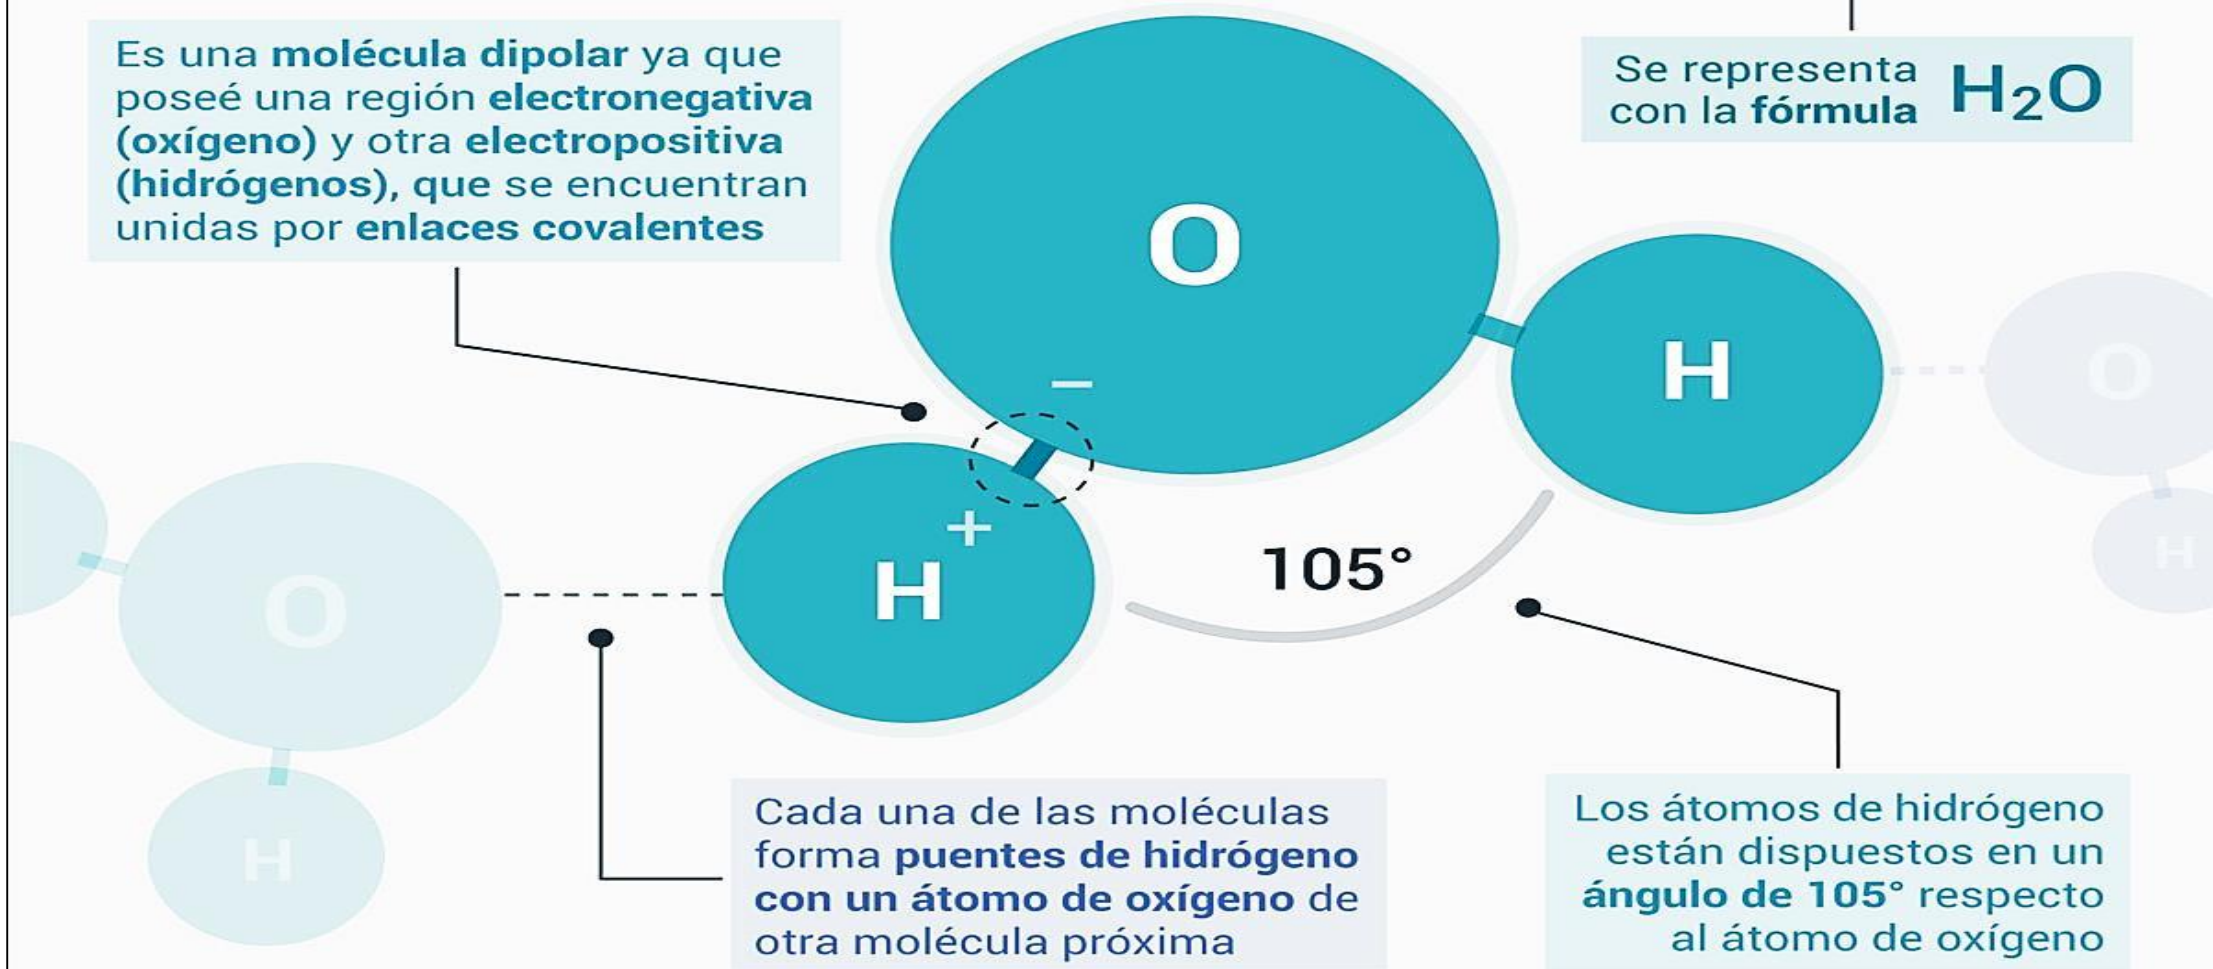 Es una molécula dipolar ya que
poseé una región electronegativa
(oxígeno) y otra electropositiva
(hidrógenos), que se encuentran
unidas por enlaces covalentes
Se representa
con la fórmula
H₂O
O
H
O
−
+
H
105°
O
H
H
Cada una de las moléculas
forma puentes de hidrógeno
con un átomo de oxígeno de
otra molécula próxima
Los átomos de hidrógeno
están dispuestos en un
ángulo de 105° respecto
al átomo de oxígeno